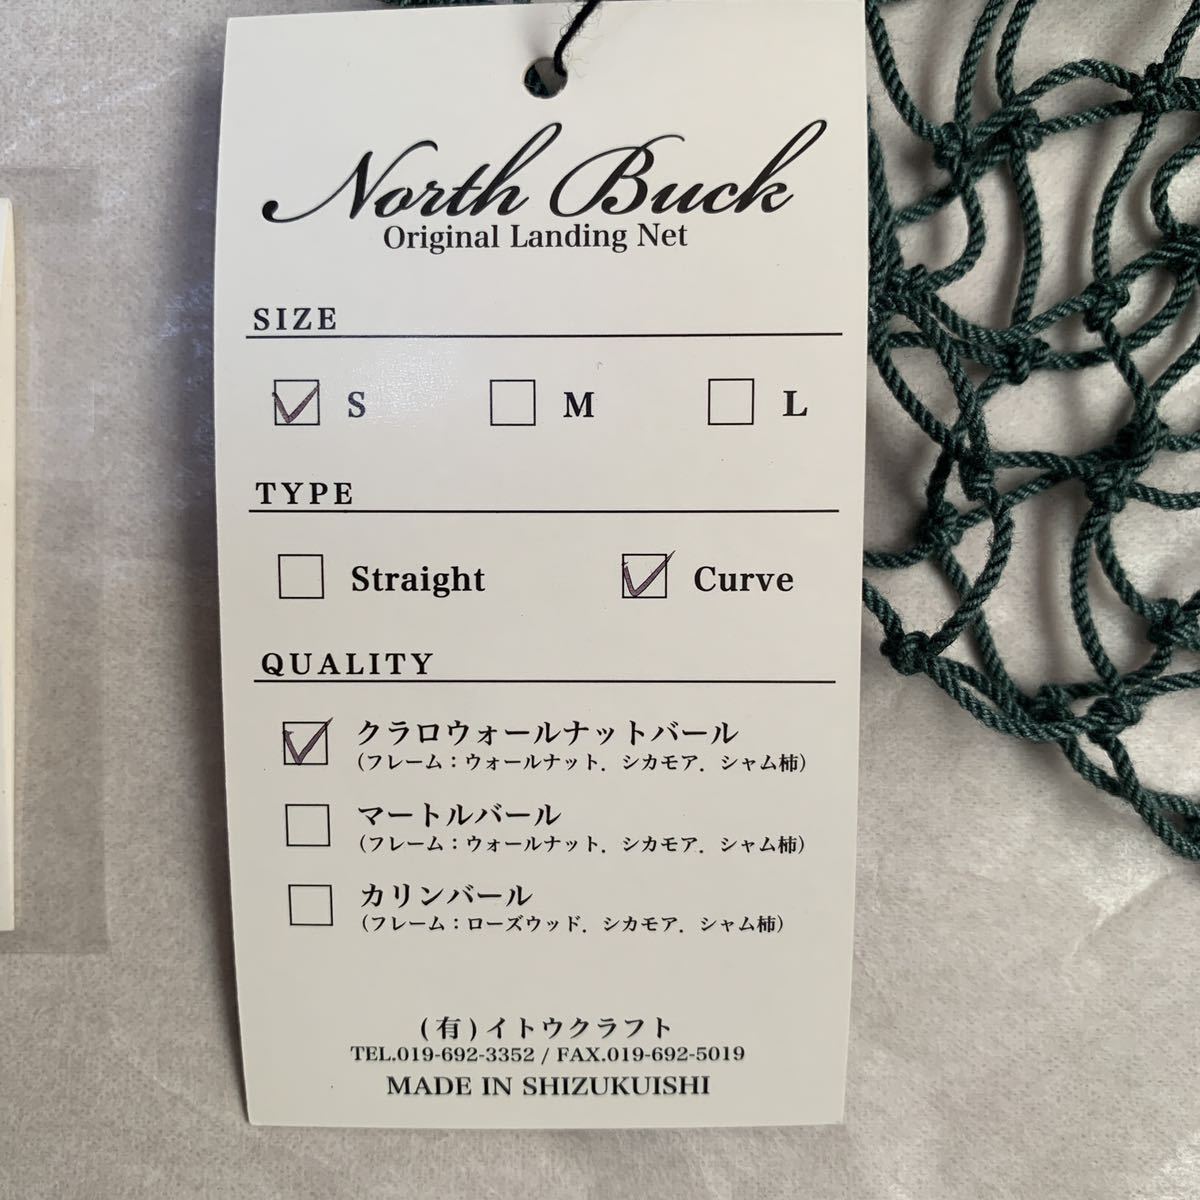 North Buck
Original Landing Net
SIZE
S M L
TYPE
Straight Curve
QUALITY
クラロウォールナットバール
（フレーム：ウォールナット．シカモア．シャム柿）
マートルバール
（フレーム：ウォールナット．シカモア．シャム柿）
カリンバール
（フレーム：ローズウッド．シカモア．シャム柿）
(有)イトウクラフト
TEL.019-692-3352 / FAX.019-692-5019
MADE IN SHIZUKUISHI